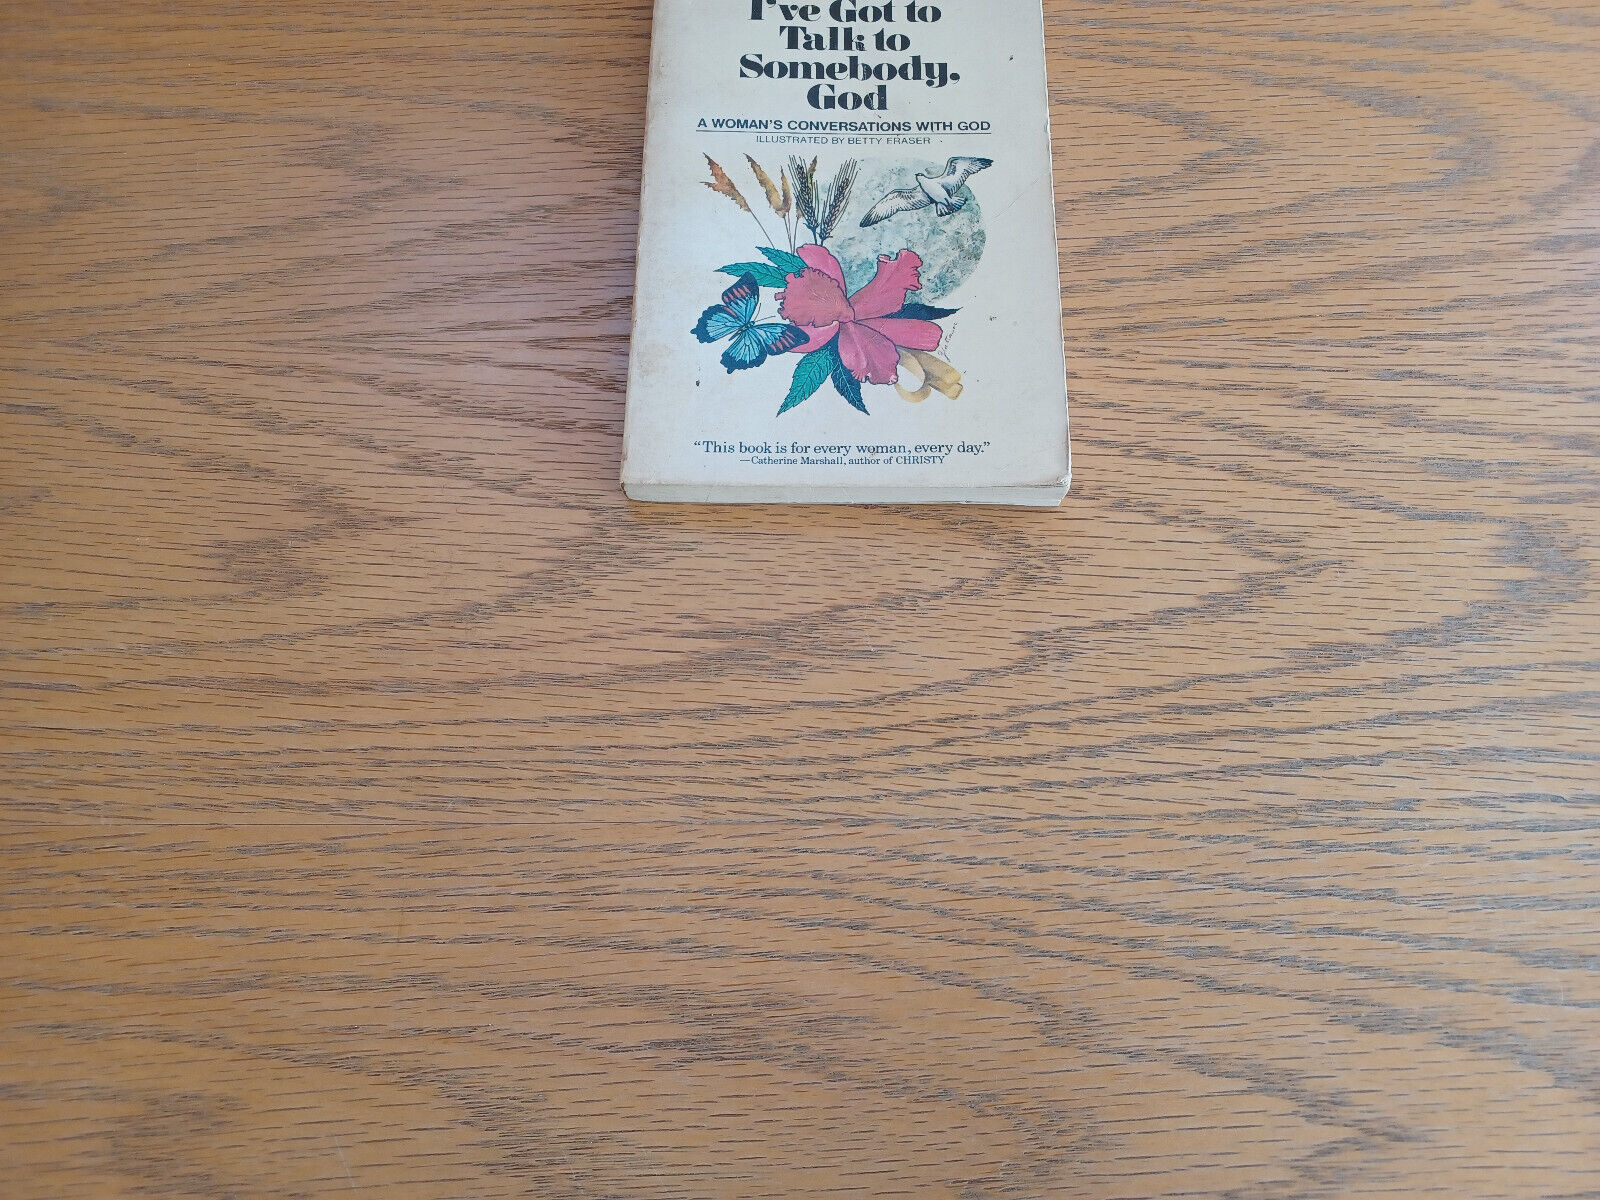 I've Got to
Talk to
Somebody,
God
A WOMAN'S CONVERSATIONS WITH GOD
ILLUSTRATED BY BETTY FRASER
"This book is for every woman, every day."
—Catherine Marshall, author of CHRISTY